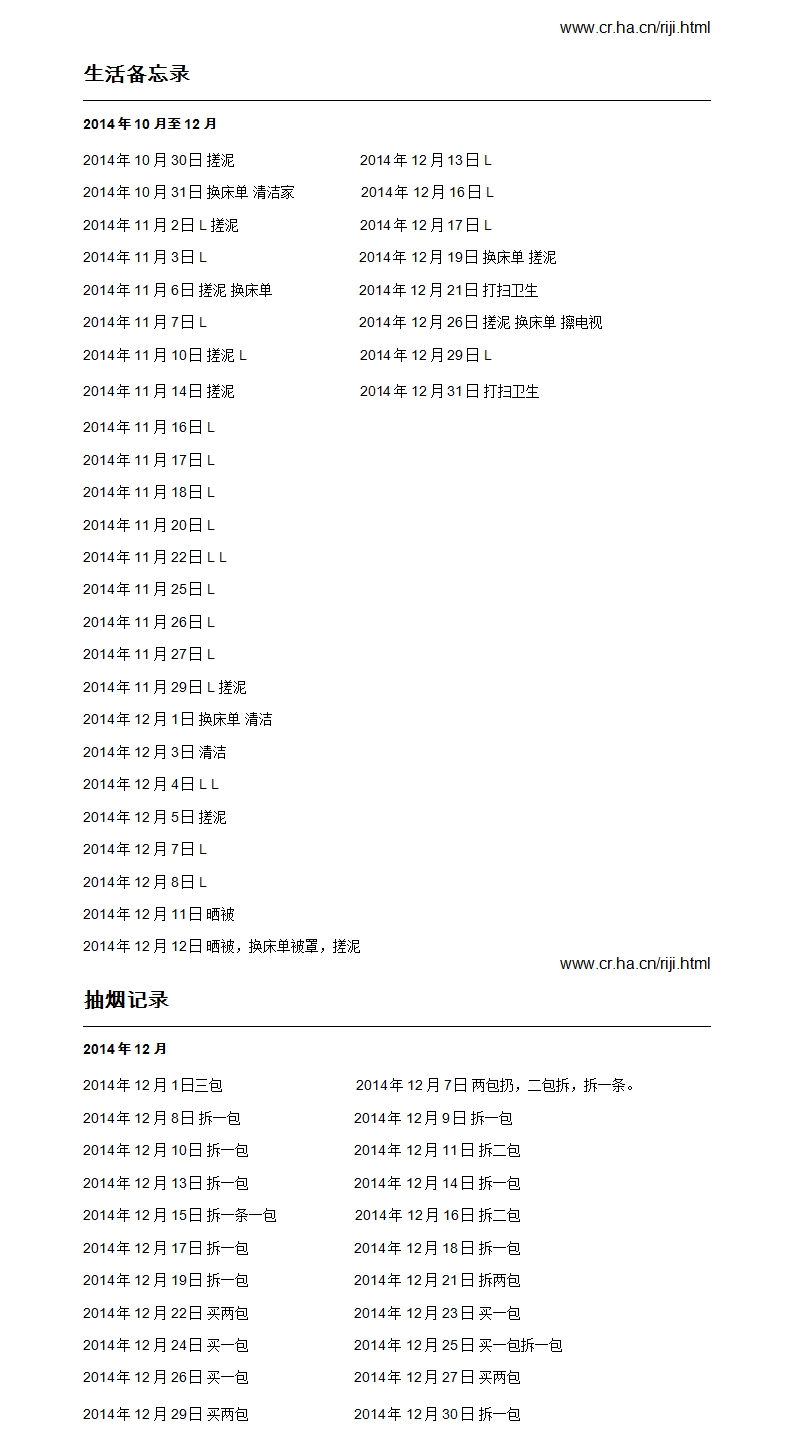 www.cr.ha.cn/riji.html
生活备忘录
2014年10月至12月
2014年10月30日 搓泥 2014年12月13日 L
2014年10月31日 换床单 清洁家 2014年12月16日 L
2014年11月2日 L 搓泥 2014年12月17日 L
2014年11月3日 L 2014年12月19日 换床单 搓泥
2014年11月6日 搓泥 换床单 2014年12月21日 打扫卫生
2014年11月7日 L 2014年12月26日 搓泥 换床单 擦电视
2014年11月10日 搓泥 L 2014年12月29日 L
2014年11月14日 搓泥 2014年12月31日 打扫卫生
2014年11月16日 L
2014年11月17日 L
2014年11月18日 L
2014年11月20日 L
2014年11月22日 L L
2014年11月25日 L
2014年11月26日 L
2014年11月27日 L
2014年11月29日 L 搓泥
2014年12月1日 换床单 清洁
2014年12月3日 清洁
2014年12月4日 L L
2014年12月5日 搓泥
2014年12月7日 L
2014年12月8日 L
2014年12月11日 晒被
2014年12月12日 晒被，换床单被罩，搓泥
www.cr.ha.cn/riji.html
抽烟记录
2014年12月
2014年12月1日三包 2014年12月7日 两包扔，二包拆，拆一条。
2014年12月8日 拆一包 2014年12月9日 拆一包
2014年12月10日 拆一包 2014年12月11日 拆二包
2014年12月13日 拆一包 2014年12月14日 拆一包
2014年12月15日 拆一条一包 2014年12月16日 拆二包
2014年12月17日 拆一包 2014年12月18日 拆一包
2014年12月19日 拆一包 2014年12月21日 拆两包
2014年12月22日 买两包 2014年12月23日 买一包
2014年12月24日 买一包 2014年12月25日 买一包拆一包
2014年12月26日 买一包 2014年12月27日 买两包
2014年12月29日 买两包 2014年12月30日 拆一包